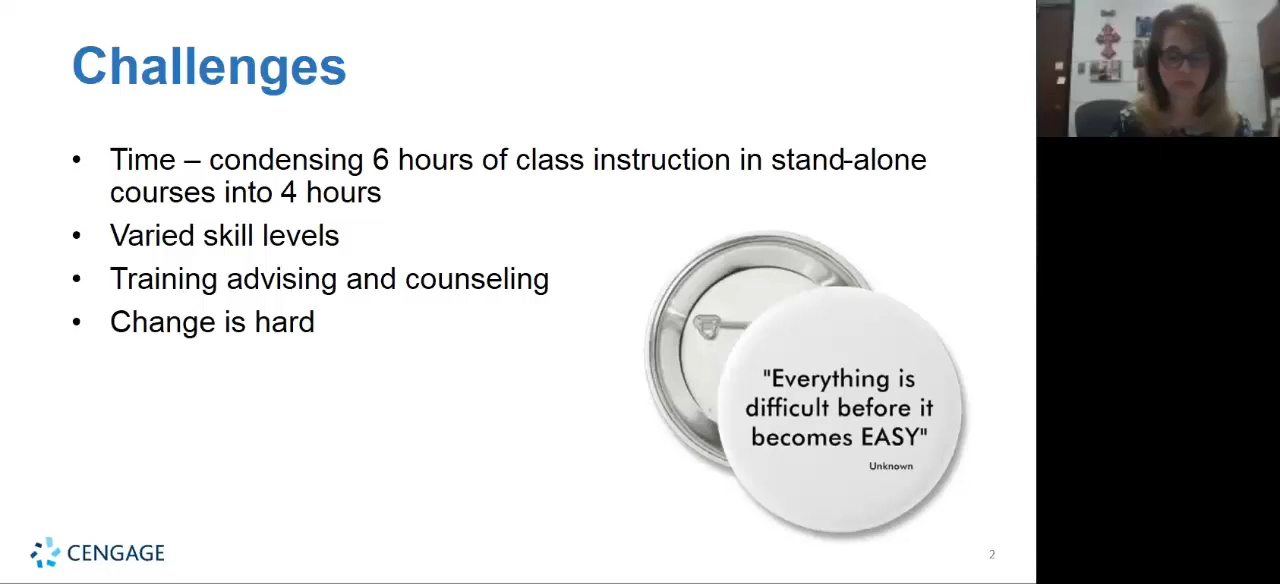 Challenges
• Time – condensing 6 hours of class instruction in stand-alone
courses into 4 hours
• Varied skill levels
• Training advising and counseling
• Change is hard
"Everything is
difficult before it
becomes EASY"
Unknown
CENGAGE
2